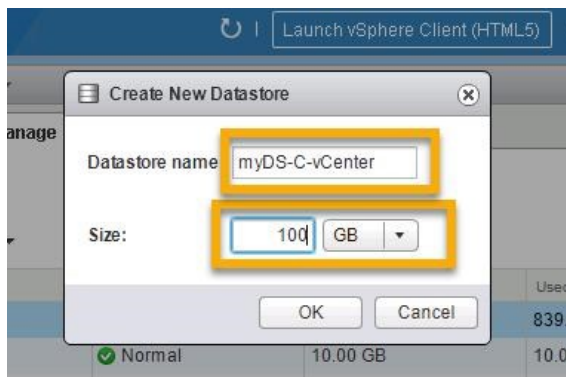 Launch vSphere Client (HTML5)
Create New Datastore
anage
Datastore name
myDS-C-vCenter
Size:
100 GB
OK
Cancel
Used
839.
Normal
10.00 GB
10.0